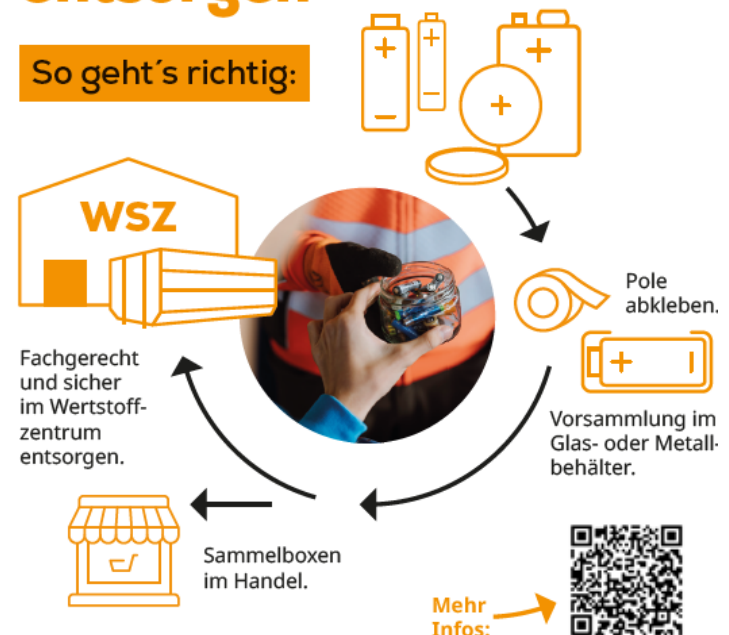 entsorgen
So geht´s richtig:
WSZ
Pole
abkleben.
Fachgerecht
und sicher
im Wertstoff-
zentrum
entsorgen.
Vorsammlung im
Glas- oder Metall-
behälter.
Sammelboxen
im Handel.
Mehr
Infos: